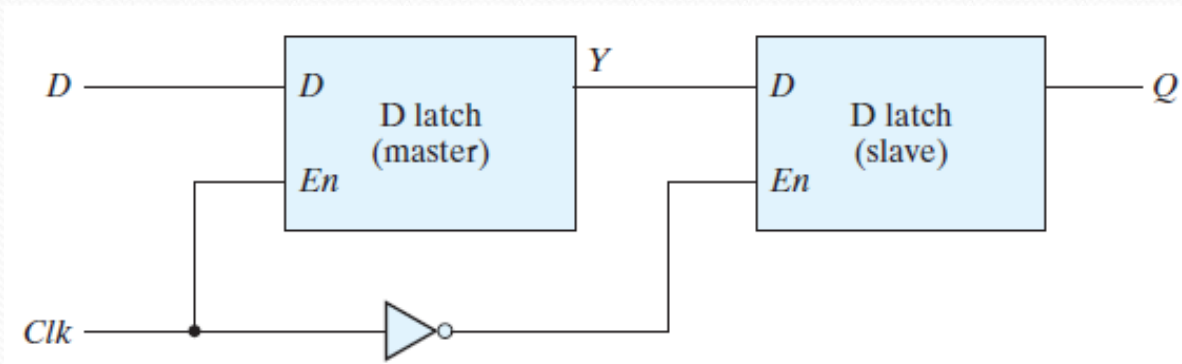 Y
D
D
D latch
(master)
D
D latch
(slave)
Q
En
En
Clk